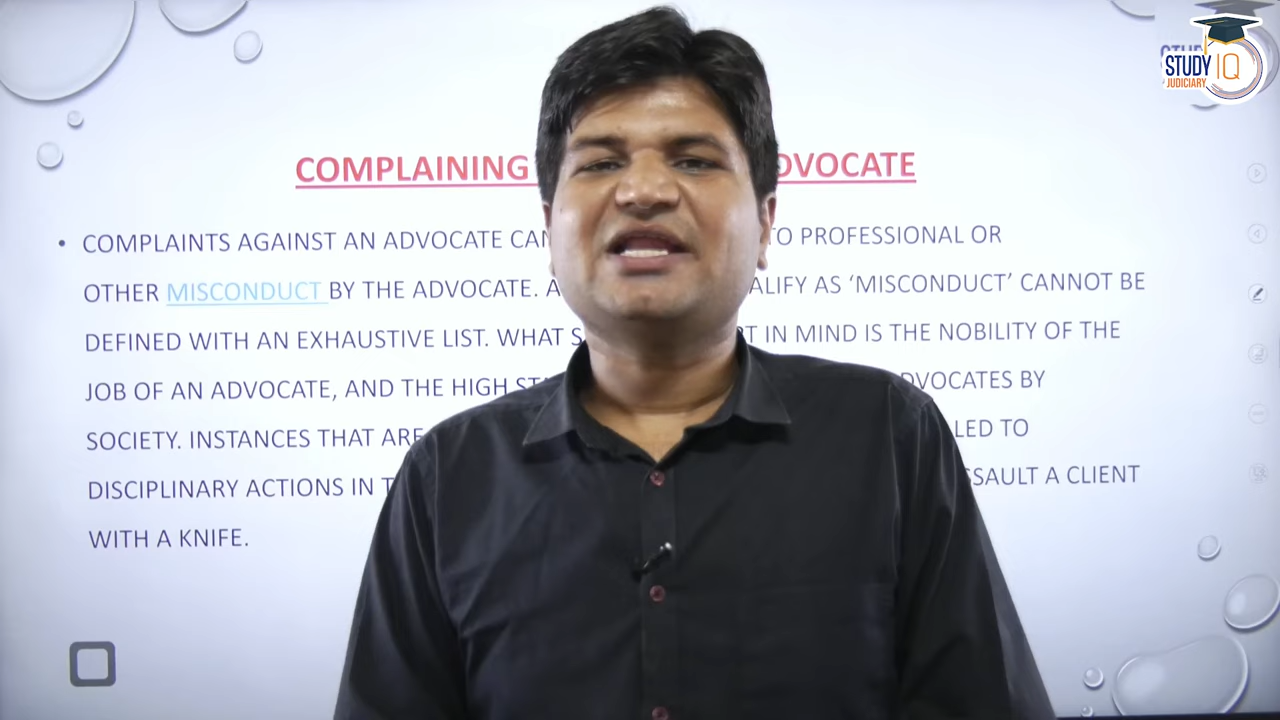 STUDY IQ
JUDICIARY
COMPLAINING DVOCATE
• COMPLAINTS AGAINST AN ADVOCATE CAN TO PROFESSIONAL OR
OTHER MISCONDUCT BY THE ADVOCATE. A ALIFY AS ‘MISCONDUCT’ CANNOT BE
DEFINED WITH AN EXHAUSTIVE LIST. WHAT S T IN MIND IS THE NOBILITY OF THE
JOB OF AN ADVOCATE, AND THE HIGH ST DVOCATES BY
SOCIETY. INSTANCES THAT ARE LED TO
DISCIPLINARY ACTIONS IN T SSAULT A CLIENT
WITH A KNIFE.